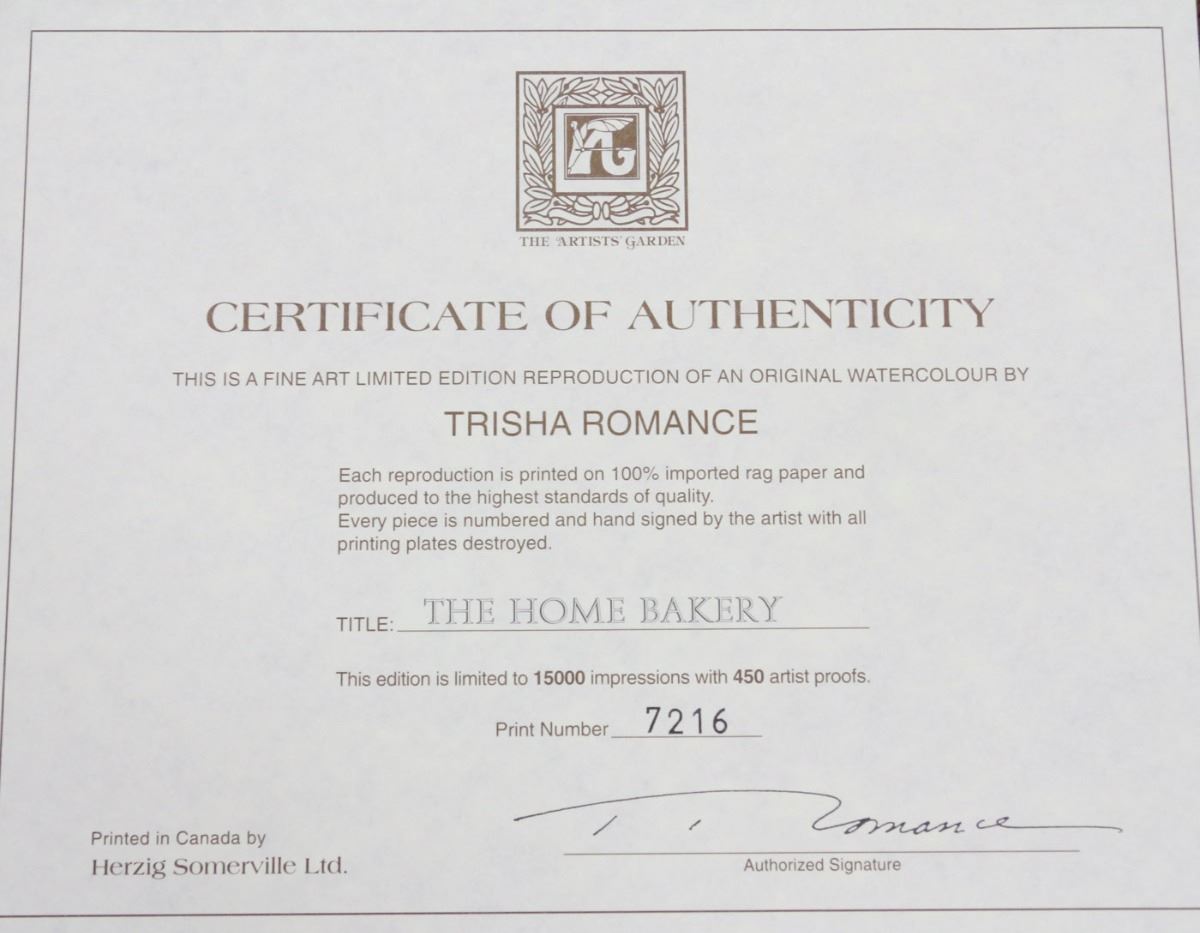 AG
THE ARTISTS' GARDEN
CERTIFICATE OF AUTHENTICITY
THIS IS A FINE ART LIMITED EDITION REPRODUCTION OF AN ORIGINAL WATERCOLOUR BY
TRISHA ROMANCE
Each reproduction is printed on 100% imported rag paper and
produced to the highest standards of quality.
Every piece is numbered and hand signed by the artist with all
printing plates destroyed.
TITLE: THE HOME BAKERY
This edition is limited to 15000 impressions with 450 artist proofs.
Print Number 7216
T. Romance
Authorized Signature
Printed in Canada by
Herzig Somerville Ltd.